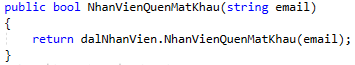 public bool NhanVienQuenMatKhau(string email)
{
    return dalNhanVien.NhanVienQuenMatKhau(email);
}